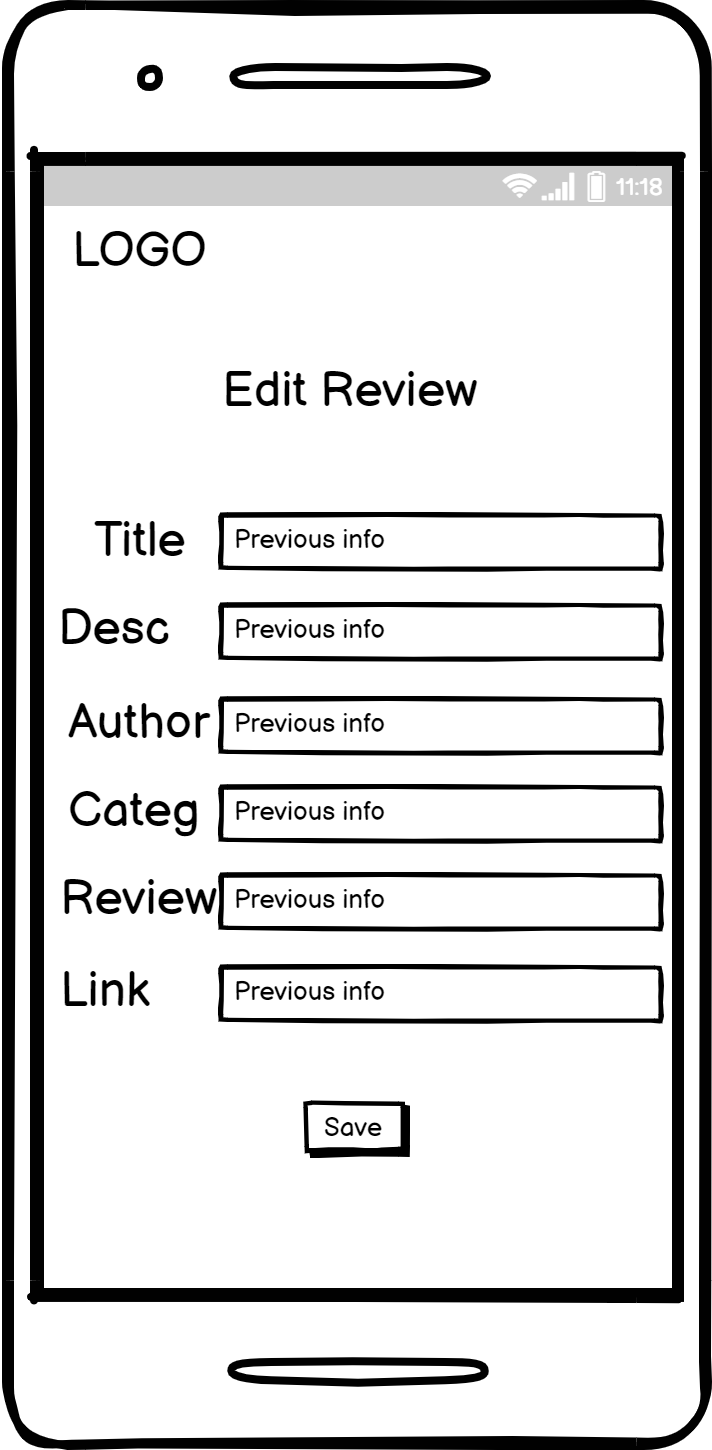 11:18
LOGO
Edit Review
Title Previous info
Desc Previous info
Author Previous info
Categ Previous info
Review Previous info
Link Previous info
Save